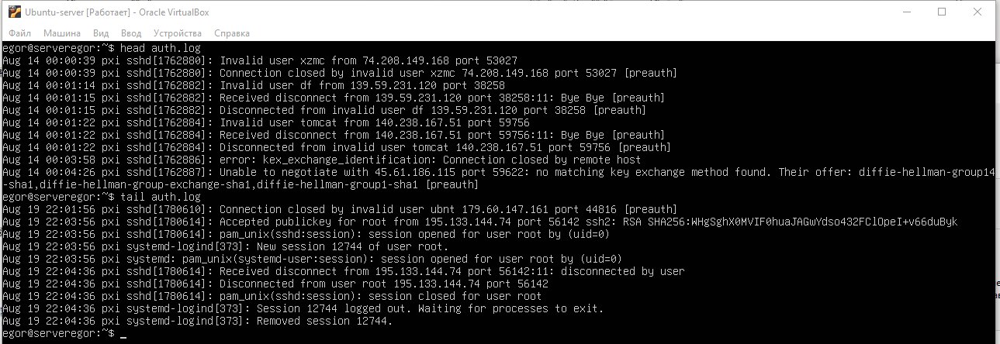 Ubuntu-server [Работает] - Oracle VirtualBox
Файл Машина Вид Ввод Устройства Справка
egor@serveregor:~$ head auth.log
Aug 14 00:00:39 pxi sshd[1762880]: Invalid user xzmc from 74.208.149.168 port 53027
Aug 14 00:00:39 pxi sshd[1762880]: Connection closed by invalid user xzmc 74.208.149.168 port 53027 [preauth]
Aug 14 00:01:14 pxi sshd[1762882]: Invalid user df from 139.59.231.120 port 38258
Aug 14 00:01:15 pxi sshd[1762882]: Received disconnect from 139.59.231.120 port 38258:11: Bye Bye [preauth]
Aug 14 00:01:15 pxi sshd[1762882]: Disconnected from invalid user df 139.59.231.120 port 38258 [preauth]
Aug 14 00:01:22 pxi sshd[1762884]: Invalid user tomcat from 140.238.167.51 port 59756
Aug 14 00:01:22 pxi sshd[1762884]: Received disconnect from 140.238.167.51 port 59756:11: Bye Bye [preauth]
Aug 14 00:01:22 pxi sshd[1762884]: Disconnected from invalid user tomcat 140.238.167.51 port 59756 [preauth]
Aug 14 00:03:58 pxi sshd[1762886]: error: kex_exchange_identification: Connection closed by remote host
Aug 14 00:04:26 pxi sshd[1762887]: Unable to negotiate with 45.61.186.115 port 59622: no matching key exchange method found. Their offer: diffie-hellman-group14
-sha1,diffie-hellman-group-exchange-sha1,diffie-hellman-group1-sha1 [preauth]
egor@serveregor:~$ tail auth.log
Aug 19 22:01:56 pxi sshd[1780610]: Connection closed by invalid user ubnt 179.60.147.161 port 44816 [preauth]
Aug 19 22:03:56 pxi sshd[1780614]: Accepted publickey for root from 195.133.144.74 port 56142 ssh2: RSA SHA256:WHgSghX0MVIF0huaJAGwYdso432FClOpeI+v66duByk
Aug 19 22:03:56 pxi sshd[1780614]: pam_unix(sshd:session): session opened for user root by (uid=0)
Aug 19 22:03:56 pxi systemd-logind[373]: New session 12744 of user root.
Aug 19 22:03:56 pxi systemd: pam_unix(systemd-user:session): session opened for user root by (uid=0)
Aug 19 22:04:36 pxi sshd[1780614]: Received disconnect from 195.133.144.74 port 56142:11: disconnected by user
Aug 19 22:04:36 pxi sshd[1780614]: Disconnected from user root 195.133.144.74 port 56142
Aug 19 22:04:36 pxi sshd[1780614]: pam_unix(sshd:session): session closed for user root
Aug 19 22:04:36 pxi systemd-logind[373]: Session 12744 logged out. Waiting for processes to exit.
Aug 19 22:04:36 pxi systemd-logind[373]: Removed session 12744.
egor@serveregor:~$ _